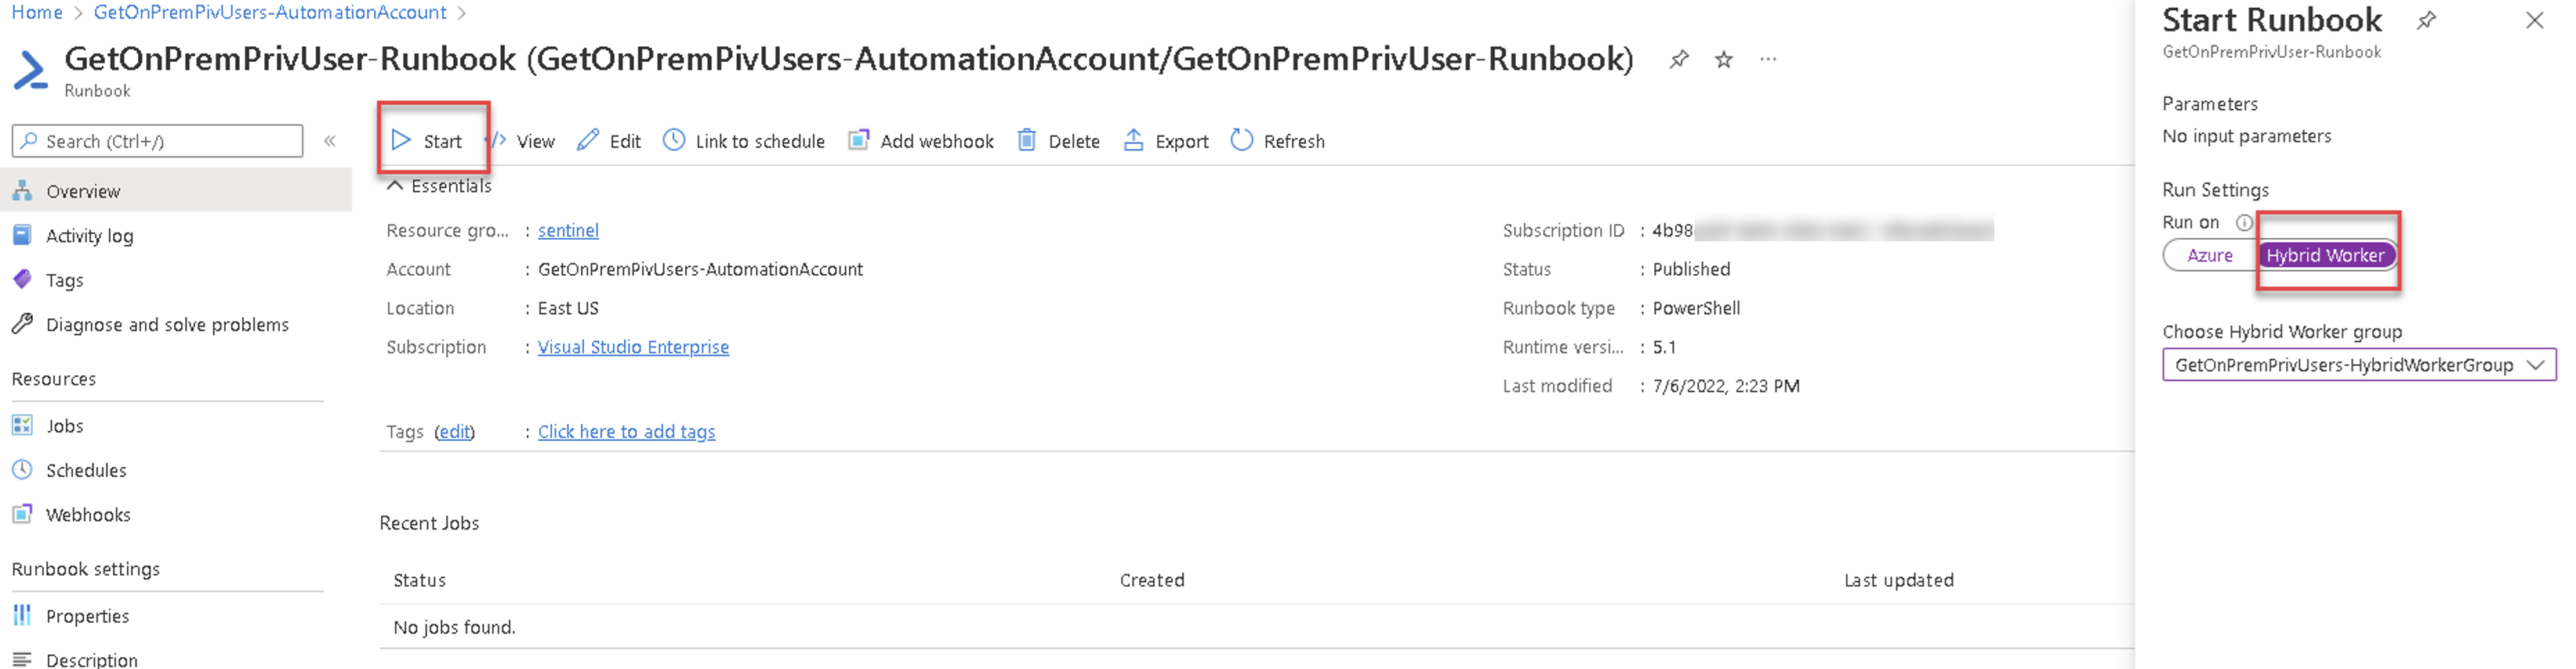 Home > GetOnPremPivUsers-AutomationAccount >
GetOnPremPrivUser-Runbook (GetOnPremPivUsers-AutomationAccount/GetOnPremPrivUser-Runbook) ...
Runbook
Search (Ctrl+/) «
Overview
Activity log
Tags
Diagnose and solve problems
Resources
Jobs
Schedules
Webhooks
Runbook settings
Properties
Description
Start View Edit Link to schedule Add webhook Delete Export Refresh
Essentials
Resource gro... : sentinel
Account : GetOnPremPivUsers-AutomationAccount
Location : East US
Subscription : Visual Studio Enterprise
Subscription ID : 4b98
Status : Published
Runbook type : PowerShell
Runtime versi... : 5.1
Last modified : 7/6/2022, 2:23 PM
Tags (edit) : Click here to add tags
Recent Jobs
Status Created Last updated
No jobs found.
Start Runbook
GetOnPremPrivUser-Runbook
Parameters
No input parameters
Run Settings
Run on
Azure Hybrid Worker
Choose Hybrid Worker group
GetOnPremPrivUsers-HybridWorkerGroup